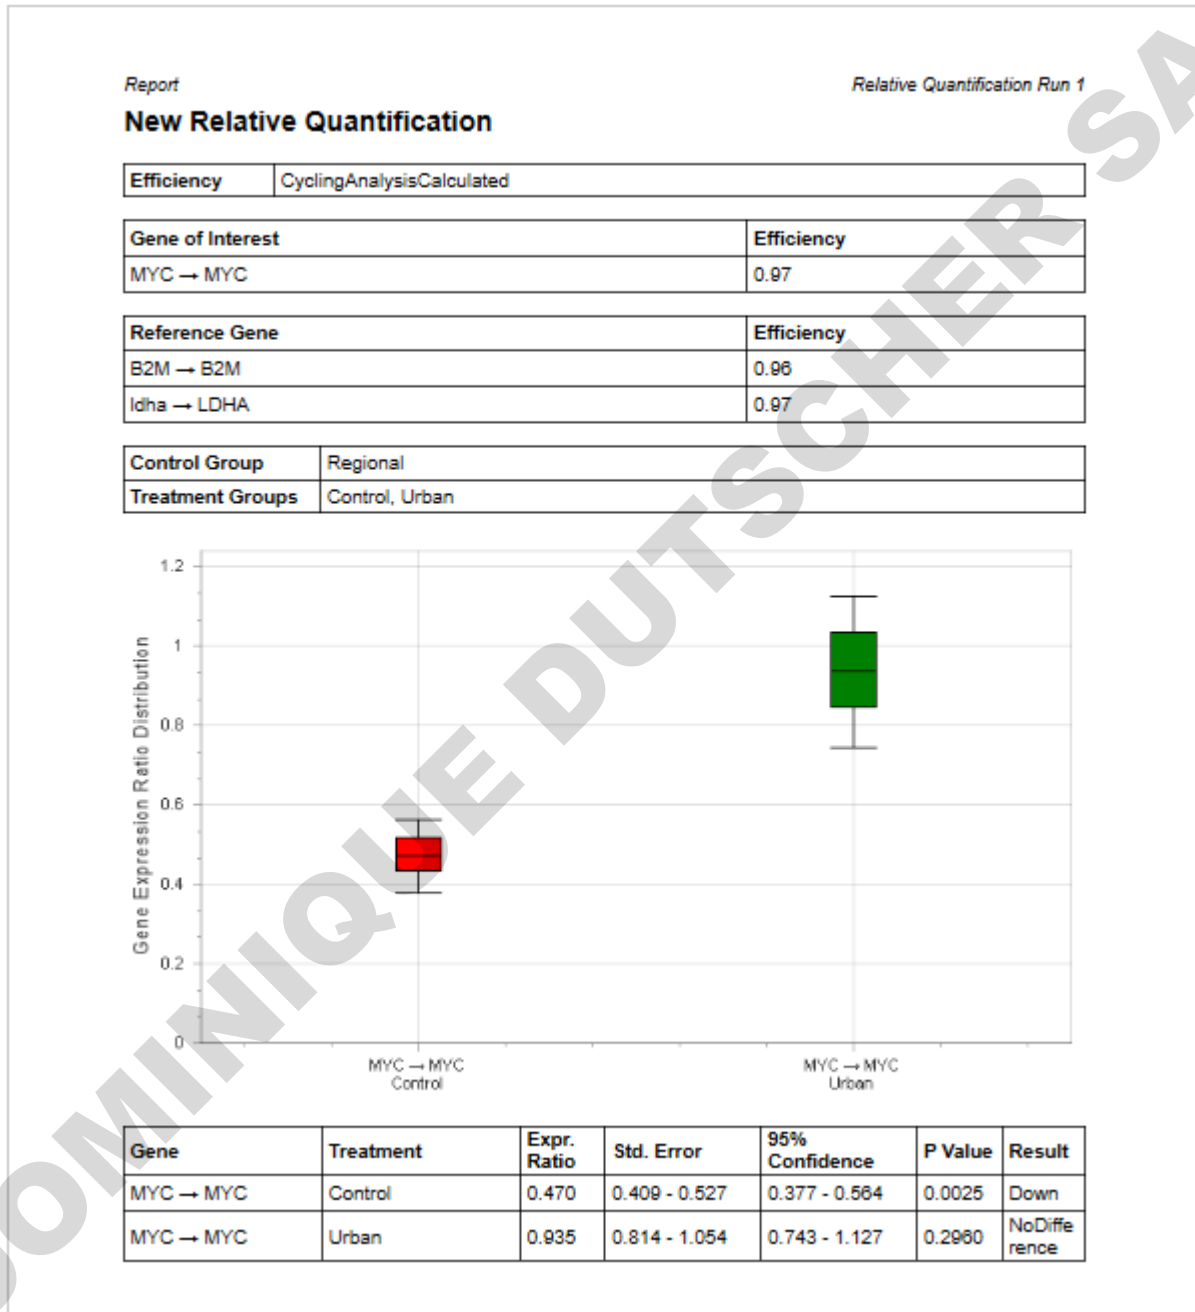 Report Relative Quantification Run 1
New Relative Quantification
Efficiency CyclingAnalysisCalculated
Gene of Interest Efficiency
MYC → MYC 0.97
Reference Gene Efficiency
B2M → B2M 0.96
ldha → LDHA 0.97
Control Group Regional
Treatment Groups Control, Urban
Gene Expression Ratio Distribution
1.2
1
0.8
0.6
0.4
0.2
0
MYC → MYC MYC → MYC
Control Urban
Gene Treatment Expr. Ratio Std. Error 95% Confidence P Value Result
MYC → MYC Control 0.470 0.409 - 0.527 0.377 - 0.564 0.0025 Down
MYC → MYC Urban 0.935 0.814 - 1.054 0.743 - 1.127 0.2960 NoDiffe
rence
DOMINIQUE DUTSCHER SA